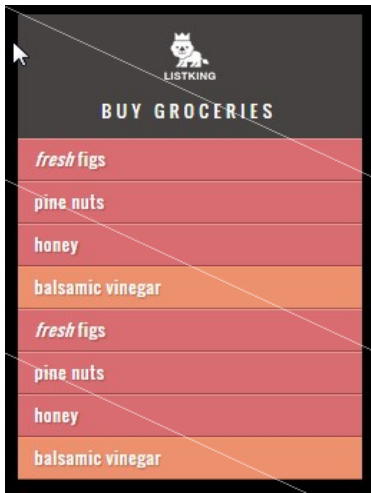 LISTKING
BUY GROCERIES
fresh figs
pine nuts
honey
balsamic vinegar
fresh figs
pine nuts
honey
balsamic vinegar